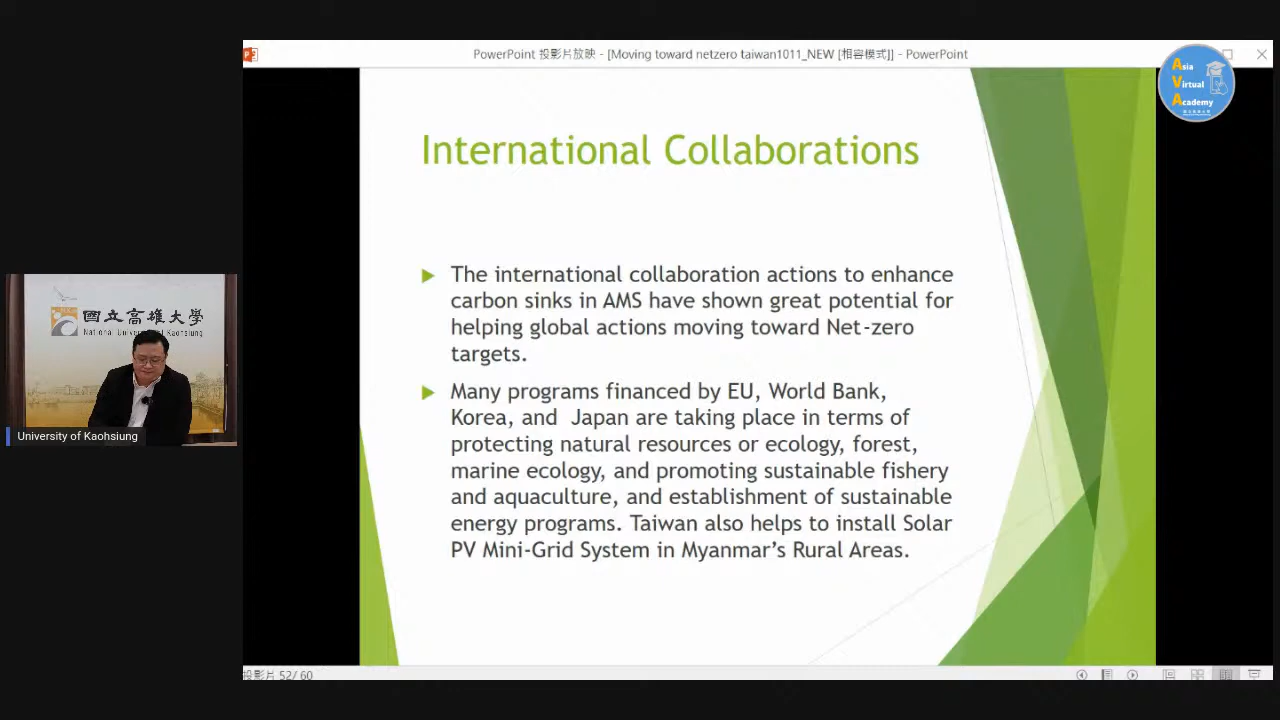 PowerPoint 投影片放映 - [Moving toward netzero taiwan1011_NEW [相容模式]] - PowerPoint
Asia
Virtual
Academy
International Collaborations
The international collaboration actions to enhance
carbon sinks in AMS have shown great potential for
helping global actions moving toward Net-zero
targets.
Many programs financed by EU, World Bank,
Korea, and Japan are taking place in terms of
protecting natural resources or ecology, forest,
marine ecology, and promoting sustainable fishery
and aquaculture, and establishment of sustainable
energy programs. Taiwan also helps to install Solar
PV Mini-Grid System in Myanmar's Rural Areas.
國立高雄大學
National University of Kaohsiung
University of Kaohsiung
投影片 52/ 60